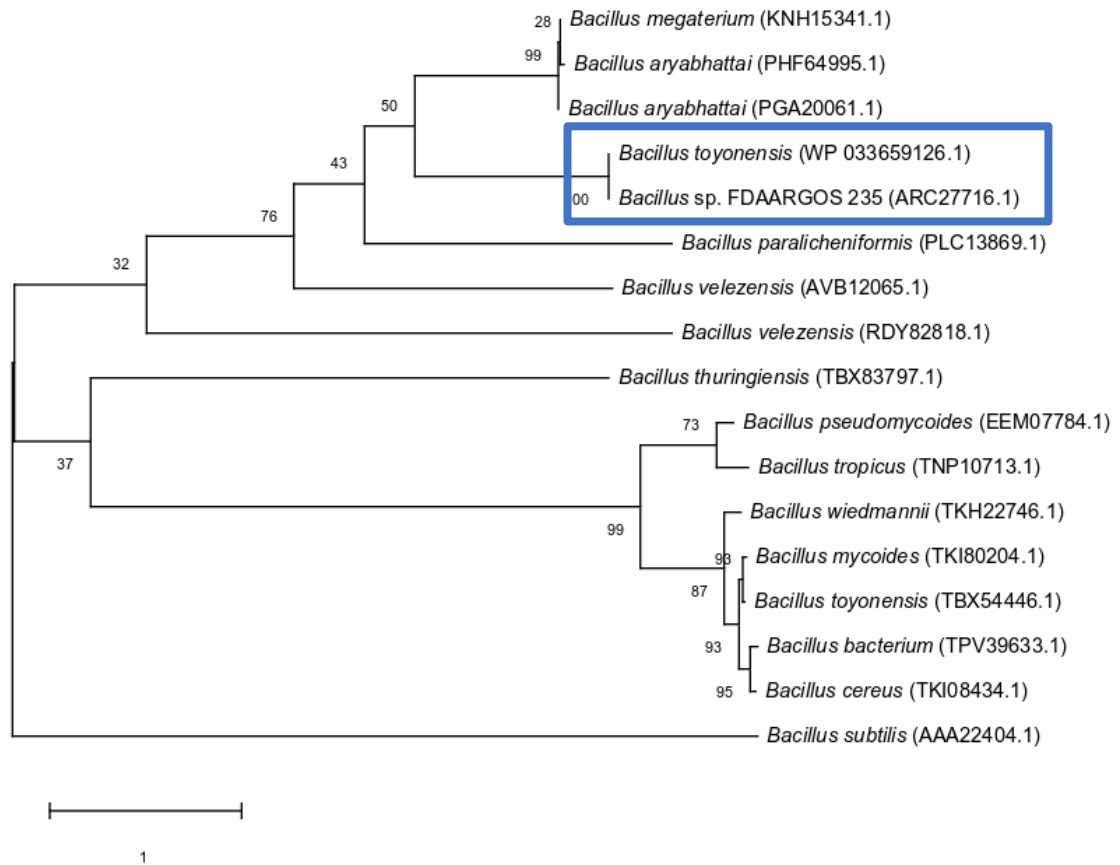 28
Bacillus megaterium (KNH15341.1)
99
Bacillus aryabhattai (PHF64995.1)
Bacillus aryabhattai (PGA20061.1)
50
Bacillus toyonensis (WP 033659126.1)
00
Bacillus sp. FDAARGOS 235 (ARC27716.1)
43
Bacillus paralicheniformis (PLC13869.1)
76
Bacillus velezensis (AVB12065.1)
32
Bacillus velezensis (RDY82818.1)
Bacillus thuringiensis (TBX83797.1)
37
73
Bacillus pseudomycoides (EEM07784.1)
Bacillus tropicus (TNP10713.1)
99
Bacillus wiedmannii (TKH22746.1)
93
Bacillus mycoides (TKI80204.1)
87
Bacillus toyonensis (TBX54446.1)
93
Bacillus bacterium (TPV39633.1)
95
Bacillus cereus (TKI08434.1)
Bacillus subtilis (AAA22404.1)
1